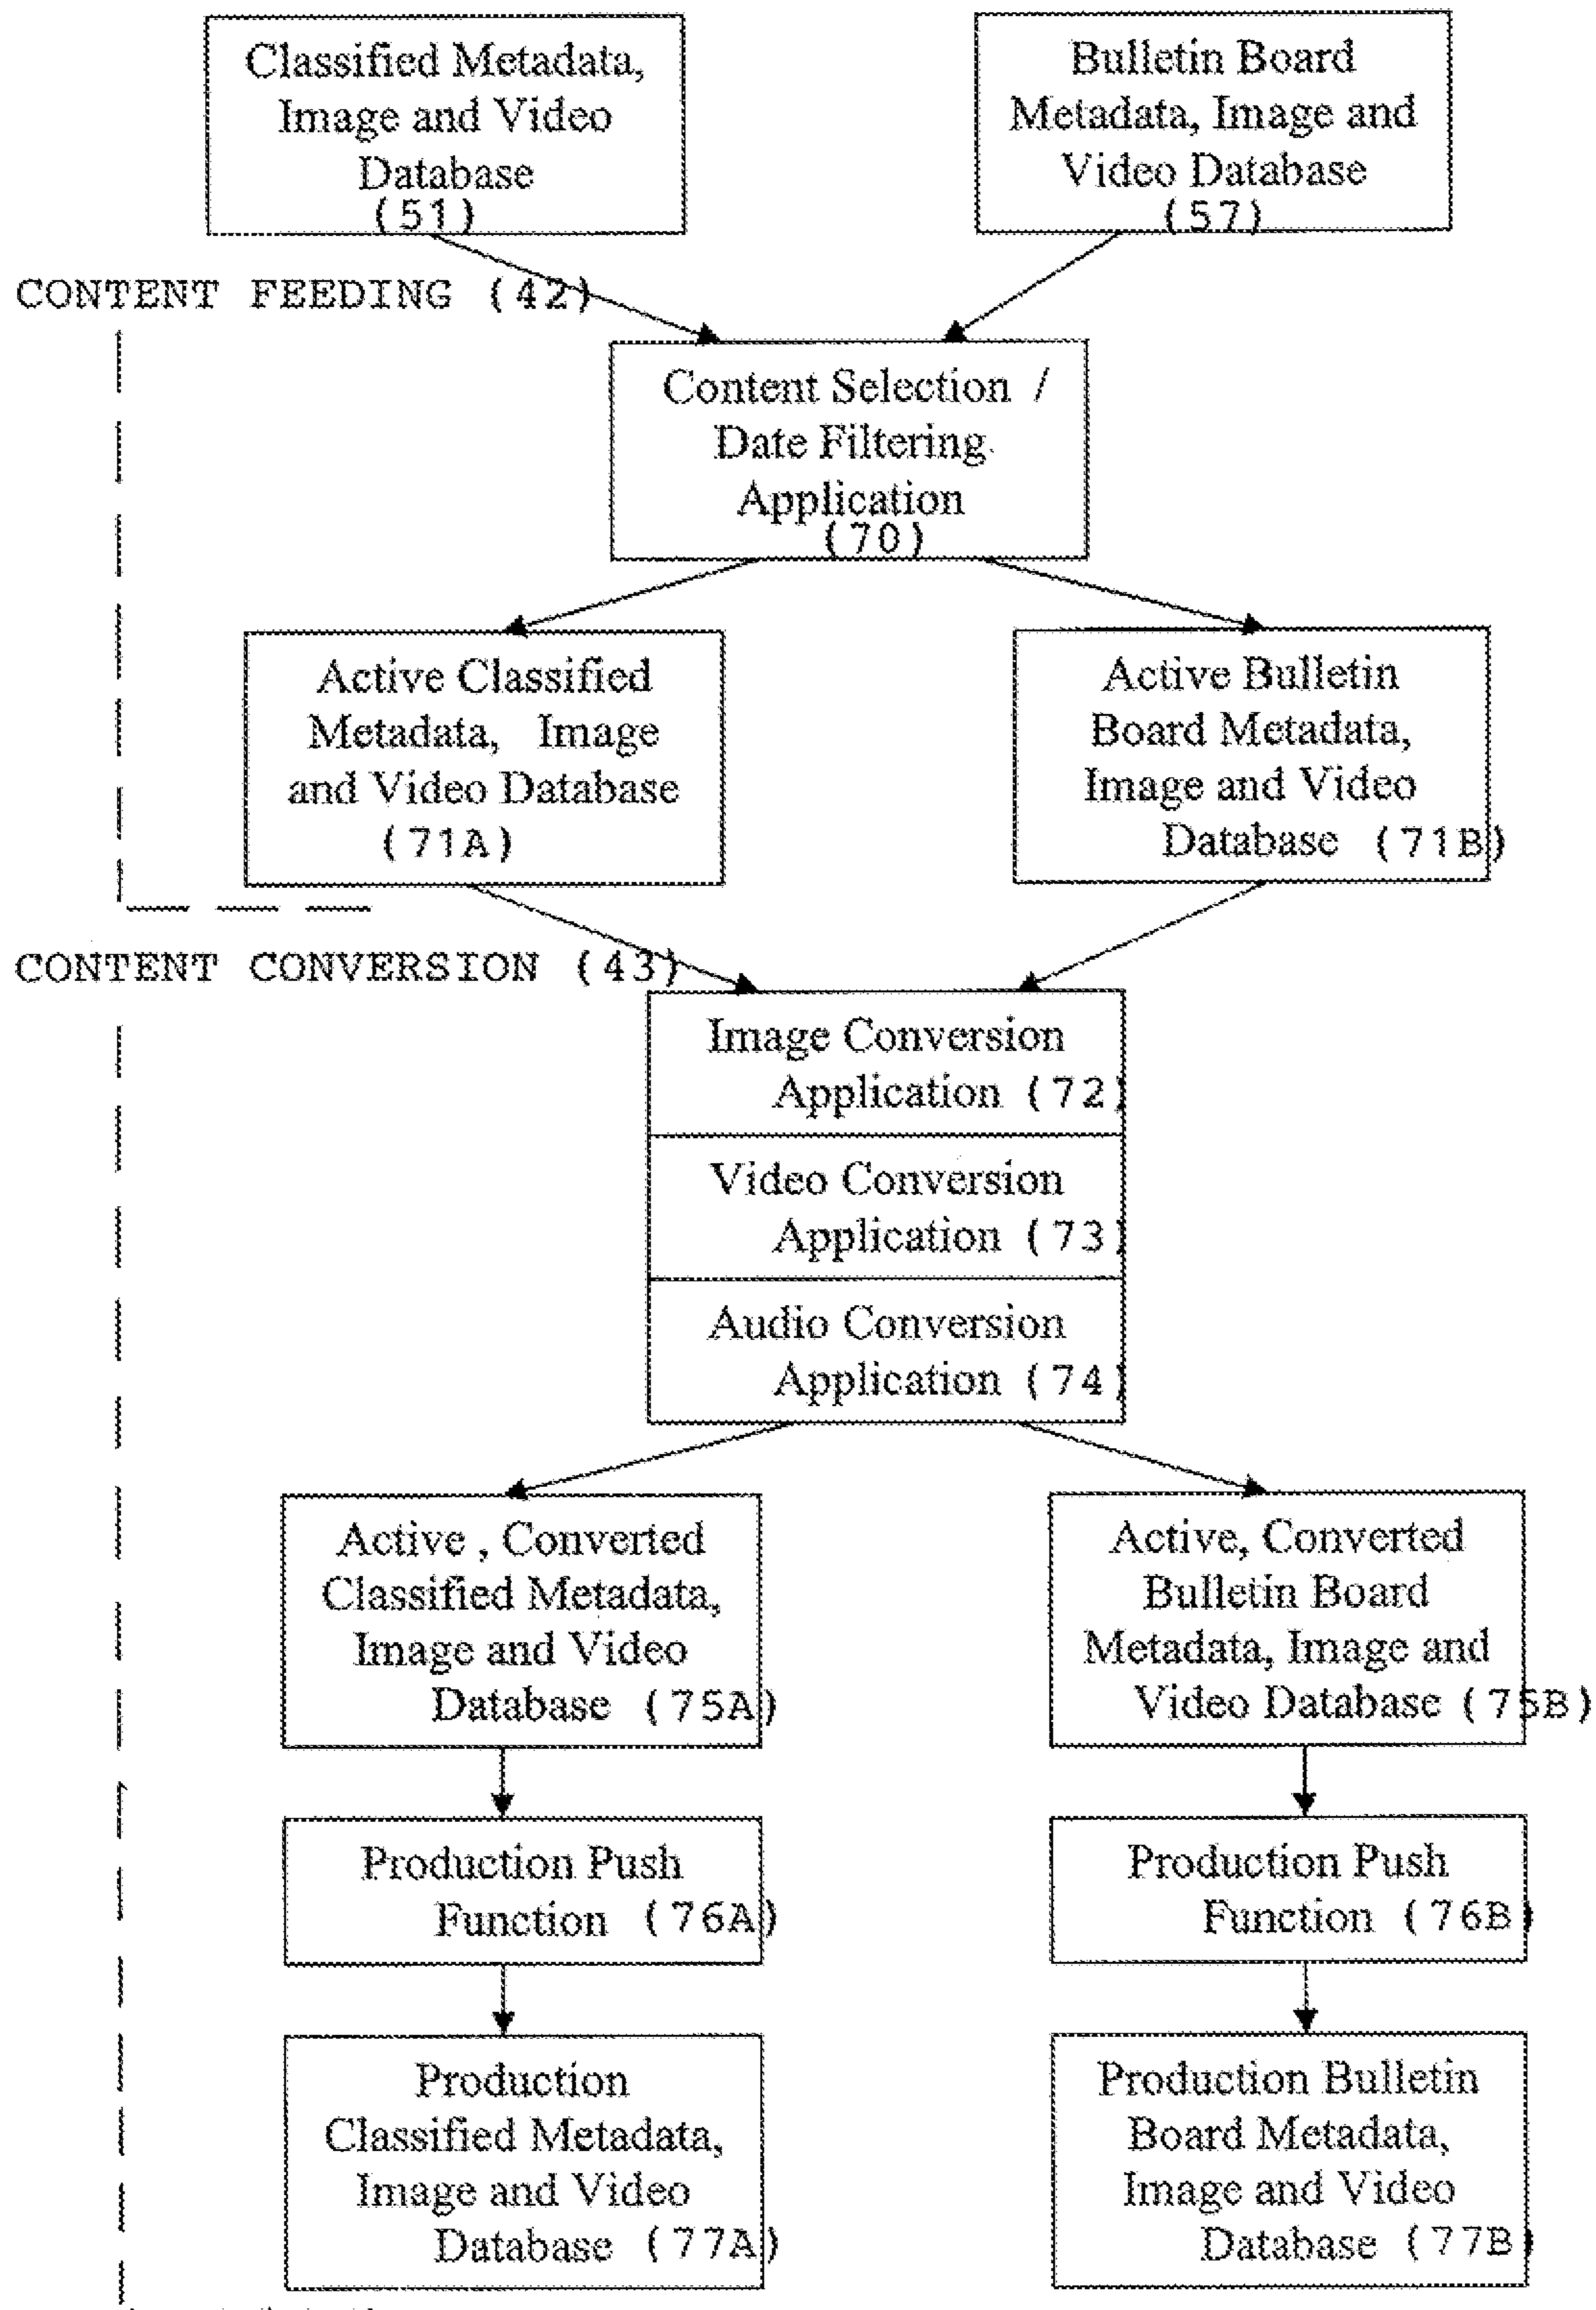 Classified Metadata,
Image and Video
Database
(51)
Bulletin Board
Metadata, Image and
Video Database
(57)
CONTENT FEEDING (42)
Content Selection /
Date Filtering
Application
(70)
Active Classified
Metadata, Image
and Video Database
(71A)
Active Bulletin
Board Metadata,
Image and Video
Database (71B)
CONTENT CONVERSION (43)
Image Conversion
Application (72)
Video Conversion
Application (73)
Audio Conversion
Application (74)
Active , Converted
Classified Metadata,
Image and Video
Database (75A)
Active, Converted
Bulletin Board
Metadata, Image and
Video Database (75B)
Production Push
Function (76A)
Production Push
Function (76B)
Production
Classified Metadata,
Image and Video
Database (77A)
Production Bulletin
Board Metadata,
Image and Video
Database (77B)